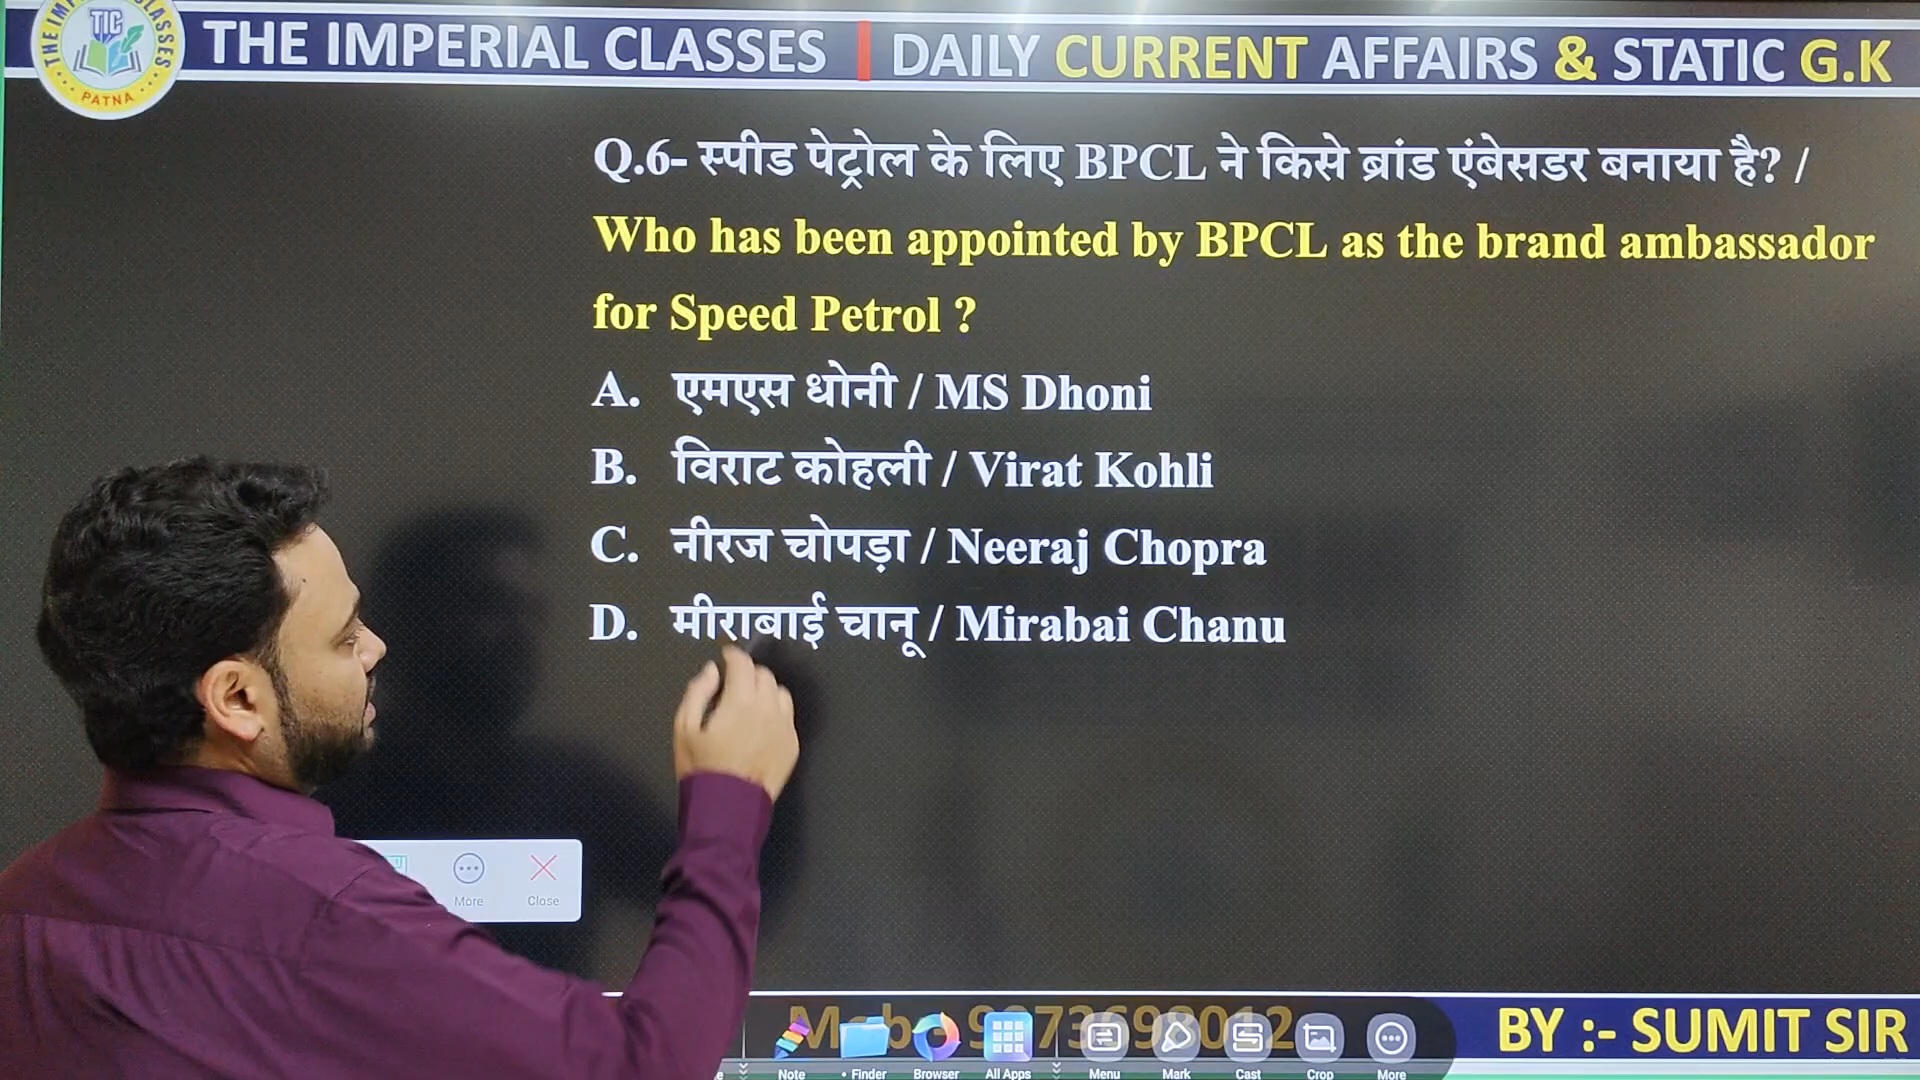 THE IMPERIAL CLASSES | DAILY CURRENT AFFAIRS & STATIC G.K
TIC
PATNA
Q.6- स्पीड पेट्रोल के लिए BPCL ने किसे ब्रांड एंबेसडर बनाया है? /
Who has been appointed by BPCL as the brand ambassador
for Speed Petrol ?
A. एमएस धोनी / MS Dhoni
B. विराट कोहली / Virat Kohli
C. नीरज चोपड़ा / Neeraj Chopra
D. मीराबाई चानू / Mirabai Chanu
More Close
BY :- SUMIT SIR
Note • Finder Browser All Apps Menu Mark Cast Crop More